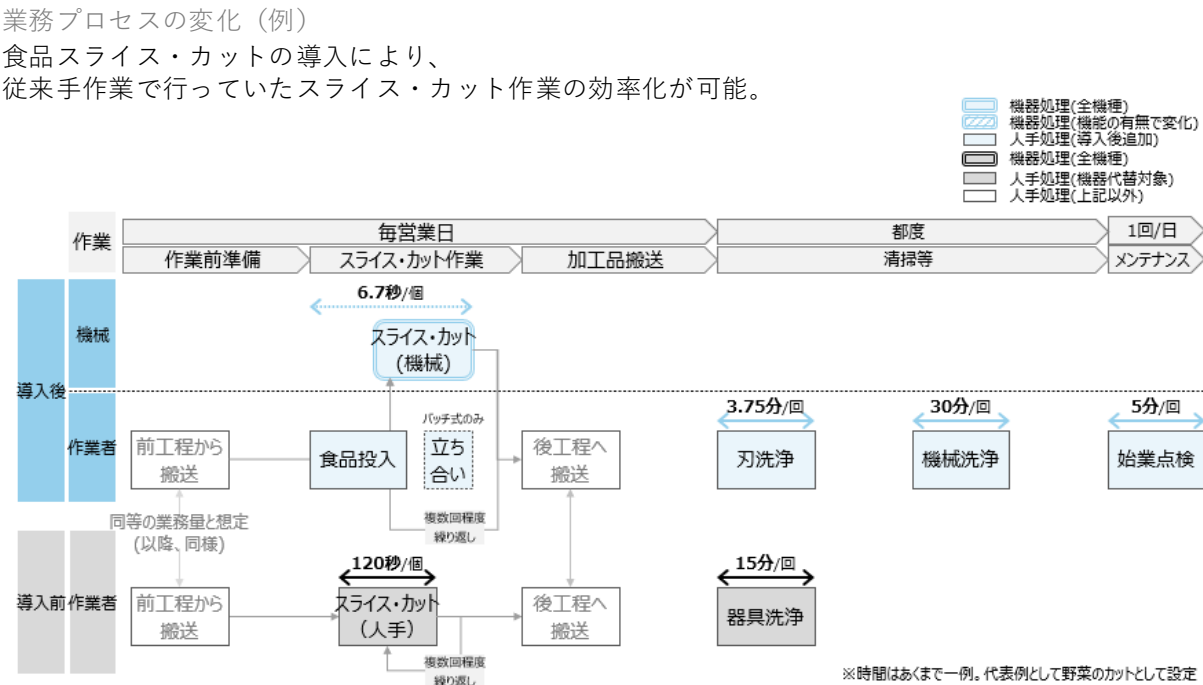 業務プロセスの変化（例）
食品スライス・カットの導入により、
従来手作業で行っていたスライス・カット作業の効率化が可能。
機器処理(全機種)
機器処理(機能の有無で変化)
人手処理(導入後追加)
機器処理(全機種)
人手処理(機器代替対象)
人手処理(上記以外)
作業
毎営業日
都度
1回/日
作業前準備
スライス・カット作業
加工品搬送
清掃等
メンテナンス
導入後
機械
6.7秒/個
スライス・カット
(機械)
作業者
前工程から
搬送
食品投入
バッチ式のみ
立ち
合い
後工程へ
搬送
3.75分/回
刃洗浄
30分/回
機械洗浄
5分/回
始業点検
複数回程度
繰り返し
同等の業務量と想定
(以降、同様)
導入前
作業者
前工程から
搬送
120秒/個
スライス・カット
（人手）
複数回程度
繰り返し
後工程へ
搬送
15分/回
器具洗浄
※時間はあくまで一例。代表例として野菜のカットとして設定